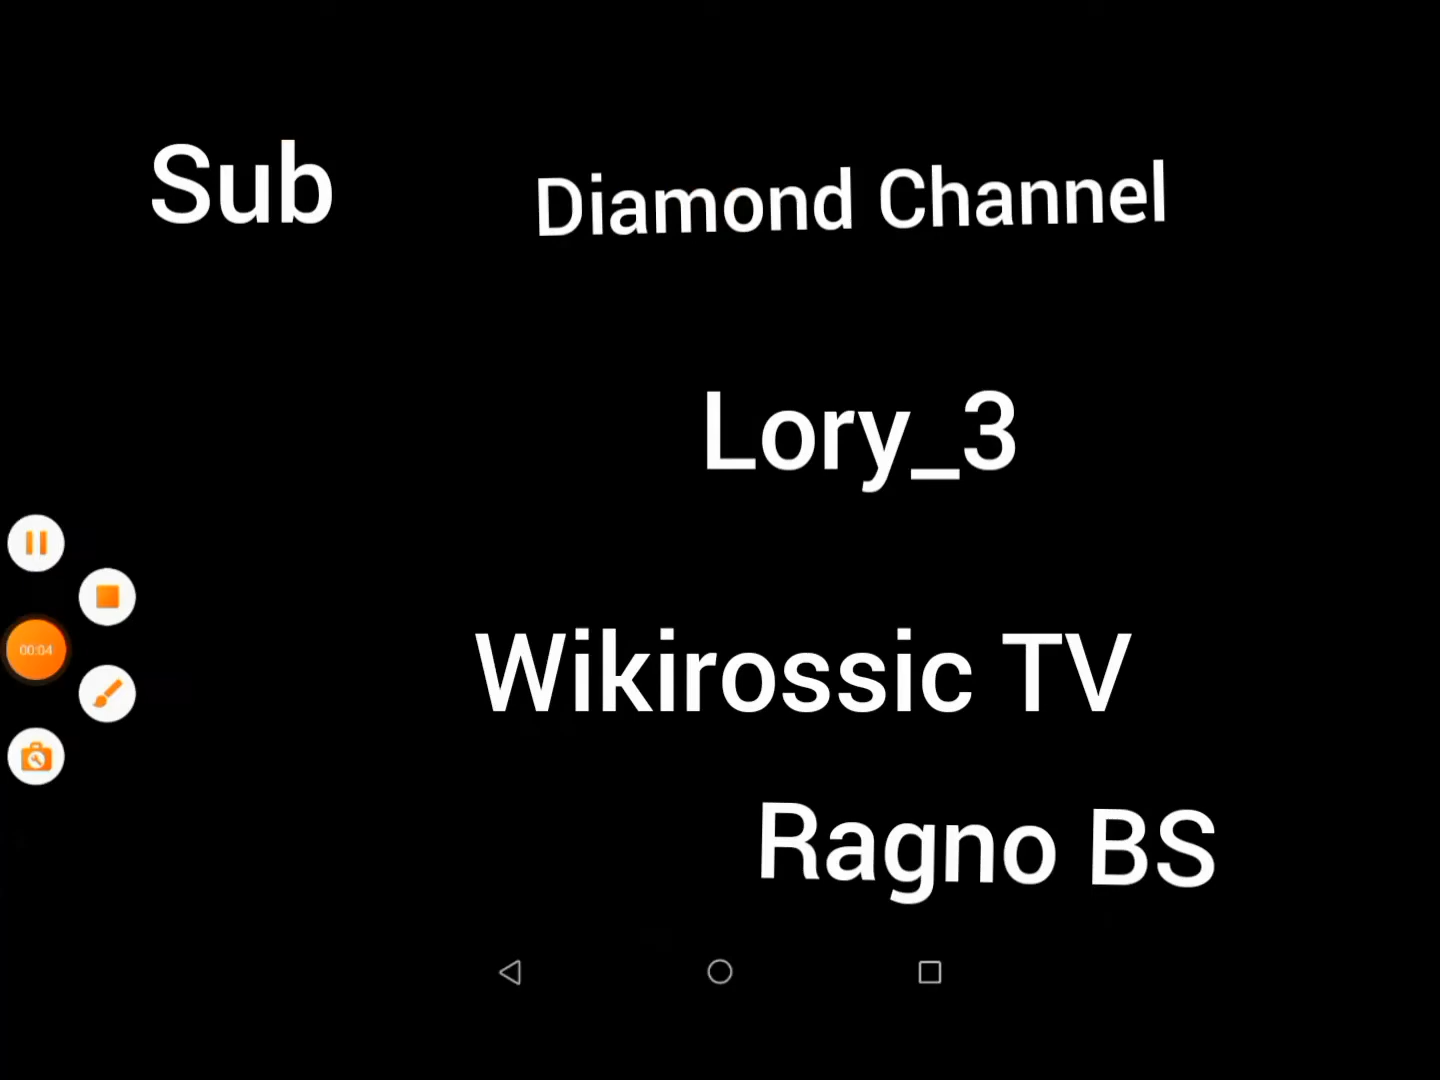 Sub
Diamond Channel
Lory_3
00:04
Wikirossic TV
Ragno BS